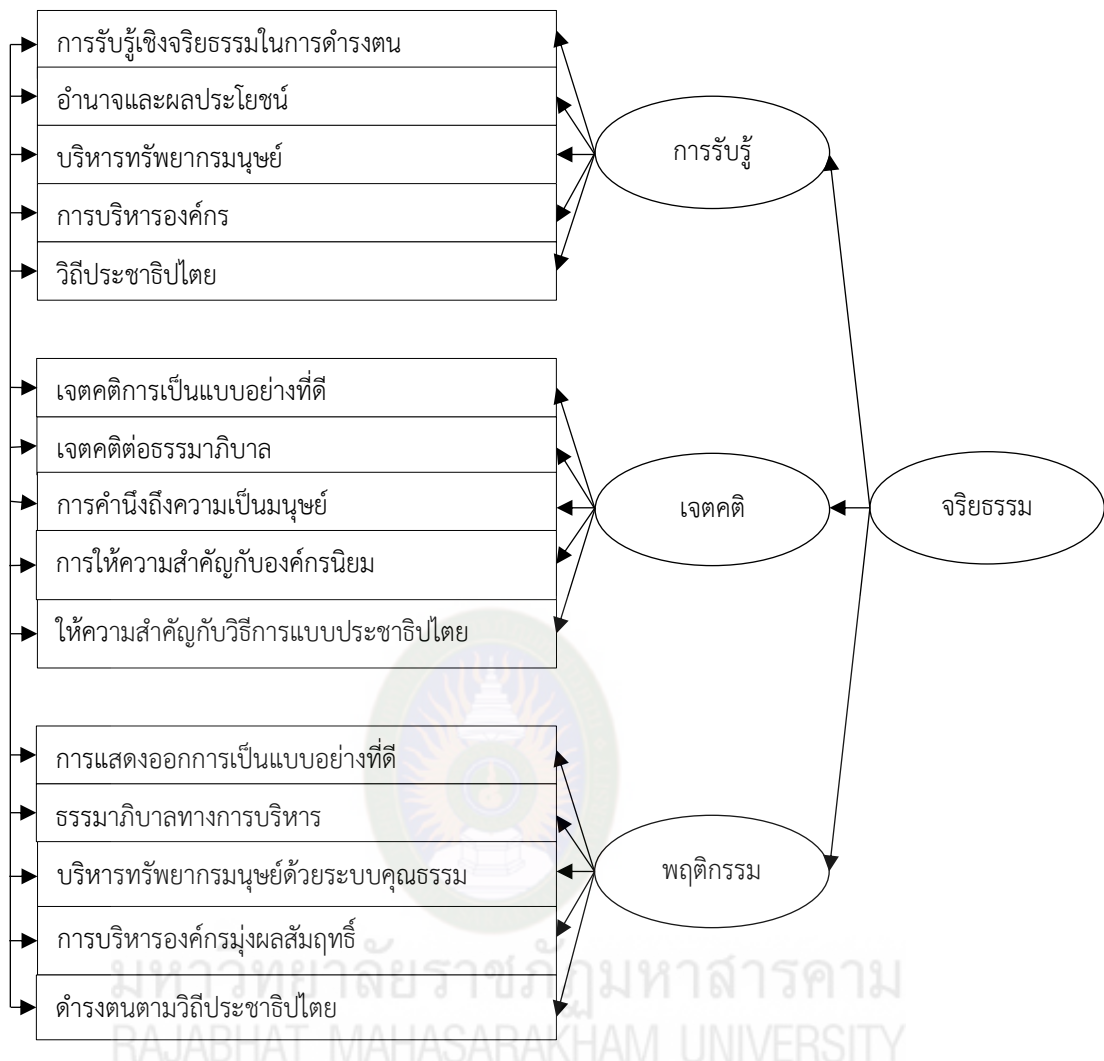 การรับรู้เชิงจริยธรรมในการดำรงตน
อำนาจและผลประโยชน์
บริหารทรัพยากรมนุษย์
การบริหารองค์กร
วิถีประชาธิปไตย
การรับรู้
เจตคติการเป็นแบบอย่างที่ดี
เจตคติต่อธรรมาภิบาล
การคำนึงถึงความเป็นมนุษย์
การให้ความสำคัญกับองค์กรนิยม
ให้ความสำคัญกับวิธีการแบบประชาธิปไตย
เจตคติ
จริยธรรม
การแสดงออกการเป็นแบบอย่างที่ดี
ธรรมาภิบาลทางการบริหาร
บริหารทรัพยากรมนุษย์ด้วยระบบคุณธรรม
การบริหารองค์กรมุ่งผลสัมฤทธิ์
ดำรงตนตามวิถีประชาธิปไตย
พฤติกรรม
มหาวิทยาลัยราชภัฏมหาสารคาม
RAJABHAT MAHASARAKHAM UNIVERSITY